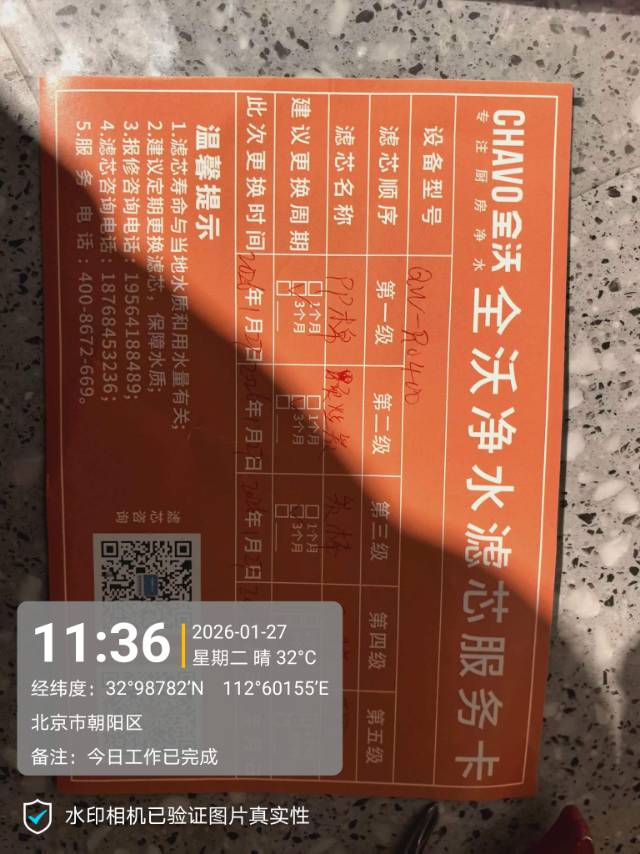 CHAVO 全沃
专注厨房净水
全沃净水滤芯服务卡
设备型号 QW-R0400
滤芯顺序 第一级 第二级 第三级 第四级 第五级
滤芯名称 PP棉
建议更换周期 1个月 3个月 1个月 3个月 1个月 3个月
此次更换时间 年 月 日 年 月 日 年 月 日
温馨提示
1.滤芯寿命与当地水质和用水量有关;
2.建议定期更换滤芯,保障水质;
3.报修咨询电话:19564188489;
4.滤芯咨询电话:18768453236;
5.服务电话:400-8672-669。
滤芯咨询
11:36
2026-01-27
星期二 晴 32°C
经纬度:32°98782′N 112°60155′E
北京市朝阳区
备注:今日工作已完成
水印相机已验证图片真实性